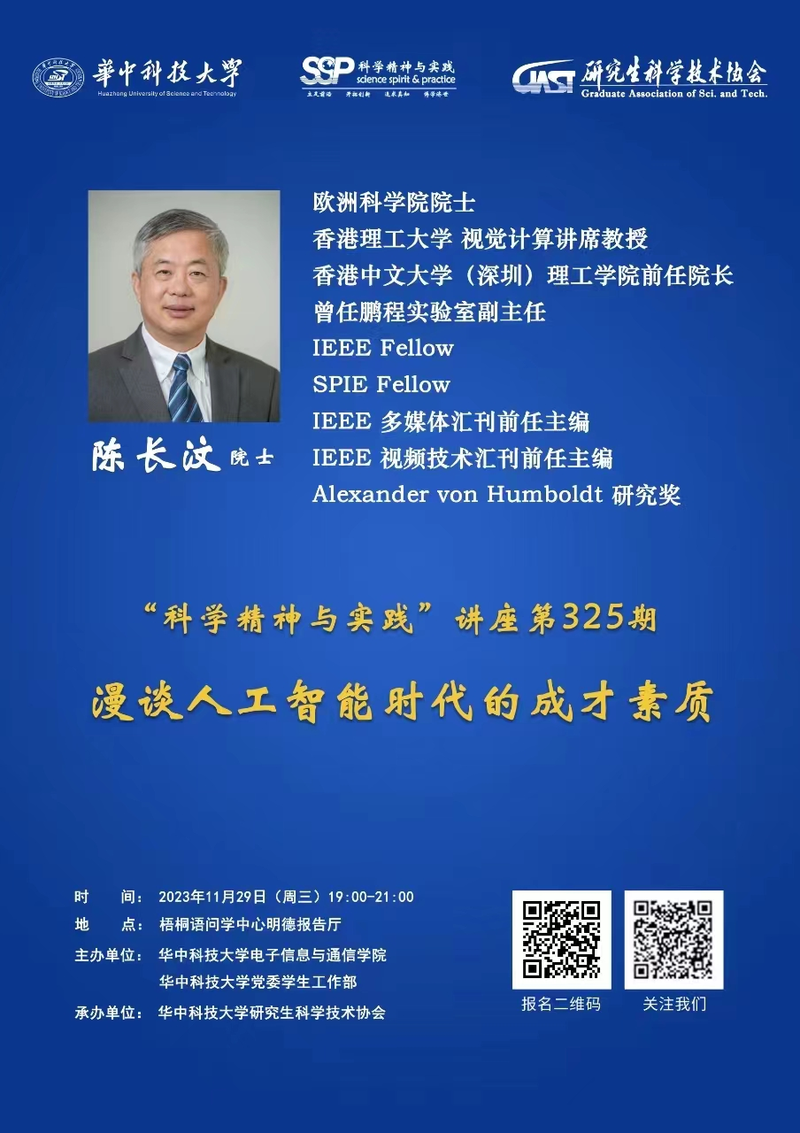 華中科技大學
Huazhong University of Science and Technology
SSP 科学精神与实践
science spirit & practice
立足前沿 开拓创新 追求真知 博学济世
GAST 研究生科学技术协会
Graduate Association of Sci. and Tech.
欧洲科学院院士
香港理工大学 视觉计算讲席教授
香港中文大学（深圳）理工学院前任院长
曾任鹏程实验室副主任
IEEE Fellow
SPIE Fellow
IEEE 多媒体汇刊前任主编
IEEE 视频技术汇刊前任主编
Alexander von Humboldt 研究奖
陈长汶 院士
“科学精神与实践”讲座第325期
漫谈人工智能时代的成才素质
时 间： 2023年11月29日（周三）19:00-21:00
地 点： 梧桐语问学中心明德报告厅
主办单位： 华中科技大学电子信息与通信学院
华中科技大学党委学生工作部
承办单位： 华中科技大学研究生科学技术协会
报名二维码
关注我们